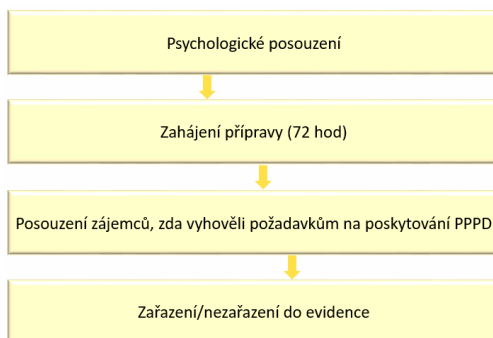 Psychologické posouzení
Zahájení přípravy (72 hod)
Posouzení zájemců, zda vyhověli požadavkům na poskytování PPPD
Zařazení/nezařazení do evidence